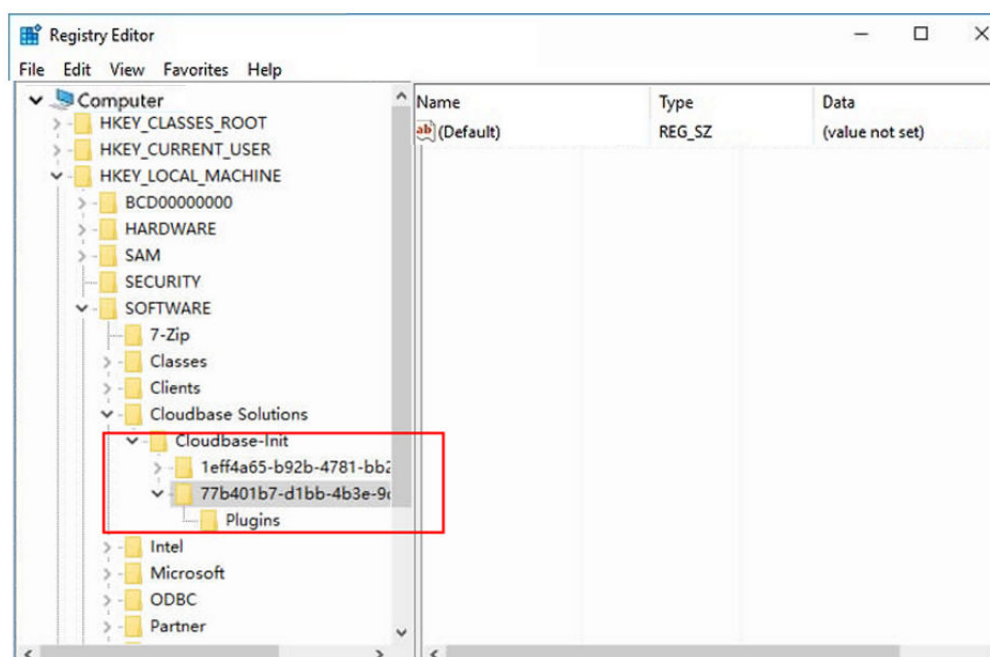 Registry Editor
File Edit View Favorites Help
Computer
HKEY_CLASSES_ROOT
HKEY_CURRENT_USER
HKEY_LOCAL_MACHINE
BCD00000000
HARDWARE
SAM
SECURITY
SOFTWARE
7-Zip
Classes
Clients
Cloudbase Solutions
Cloudbase-Init
1eff4a65-b92b-4781-bb2
77b401b7-d1bb-4b3e-9
Plugins
Intel
Microsoft
ODBC
Partner
Name Type Data
ab (Default) REG_SZ (value not set)